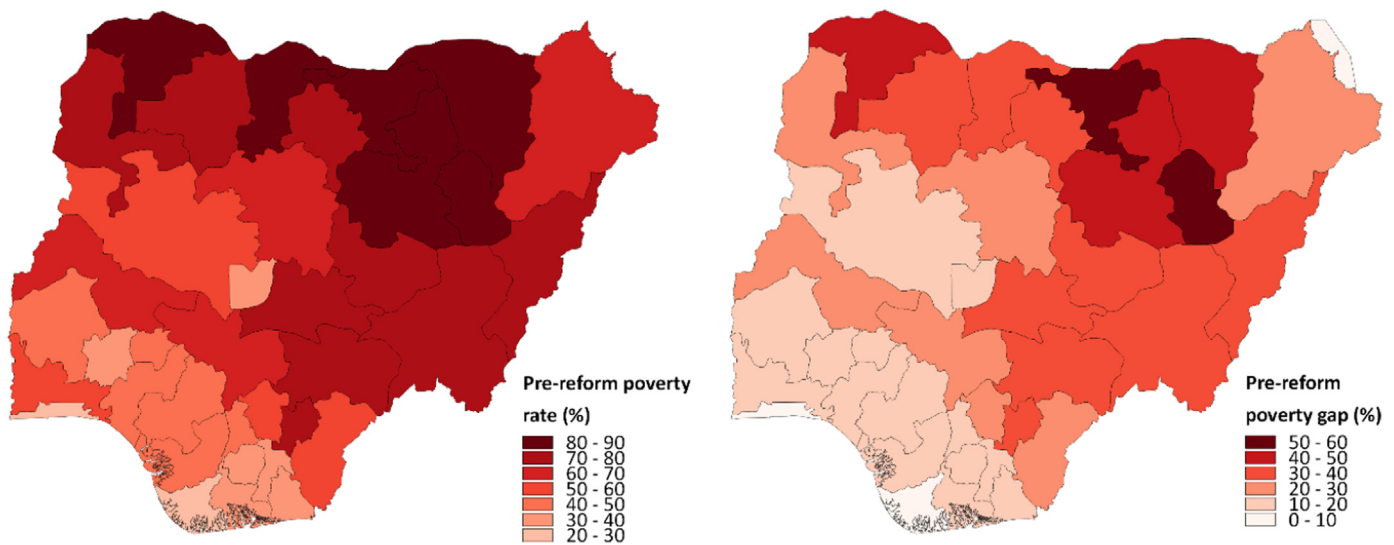 Pre-reform poverty
rate (%)
80 - 90
70 - 80
60 - 70
50 - 60
40 - 50
30 - 40
20 - 30
Pre-reform
poverty gap (%)
50 - 60
40 - 50
30 - 40
20 - 30
10 - 20
0 - 10